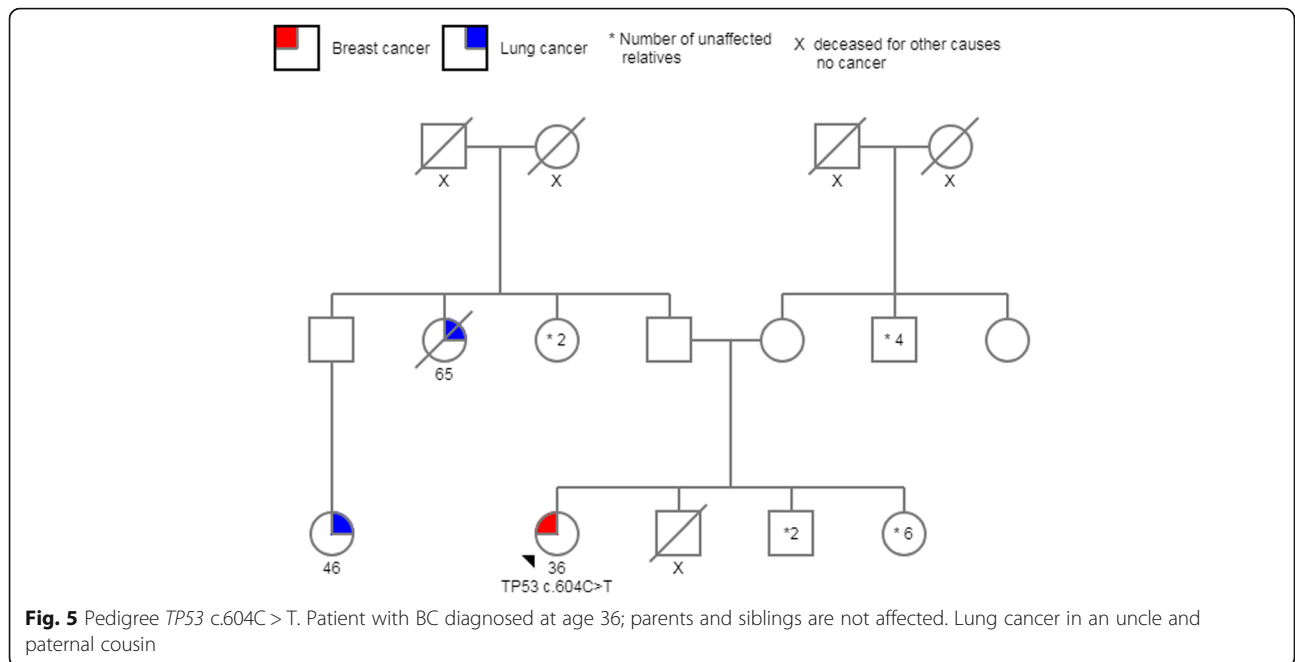 Breast cancer
Lung cancer
* Number of unaffected
relatives
X deceased for other causes
no cancer
X
X
X
X
* 2
* 4
65
*2
* 6
46
36
X
TP53 c.604C>T
Fig. 5 Pedigree TP53 c.604C > T. Patient with BC diagnosed at age 36; parents and siblings are not affected. Lung cancer in an uncle and
paternal cousin